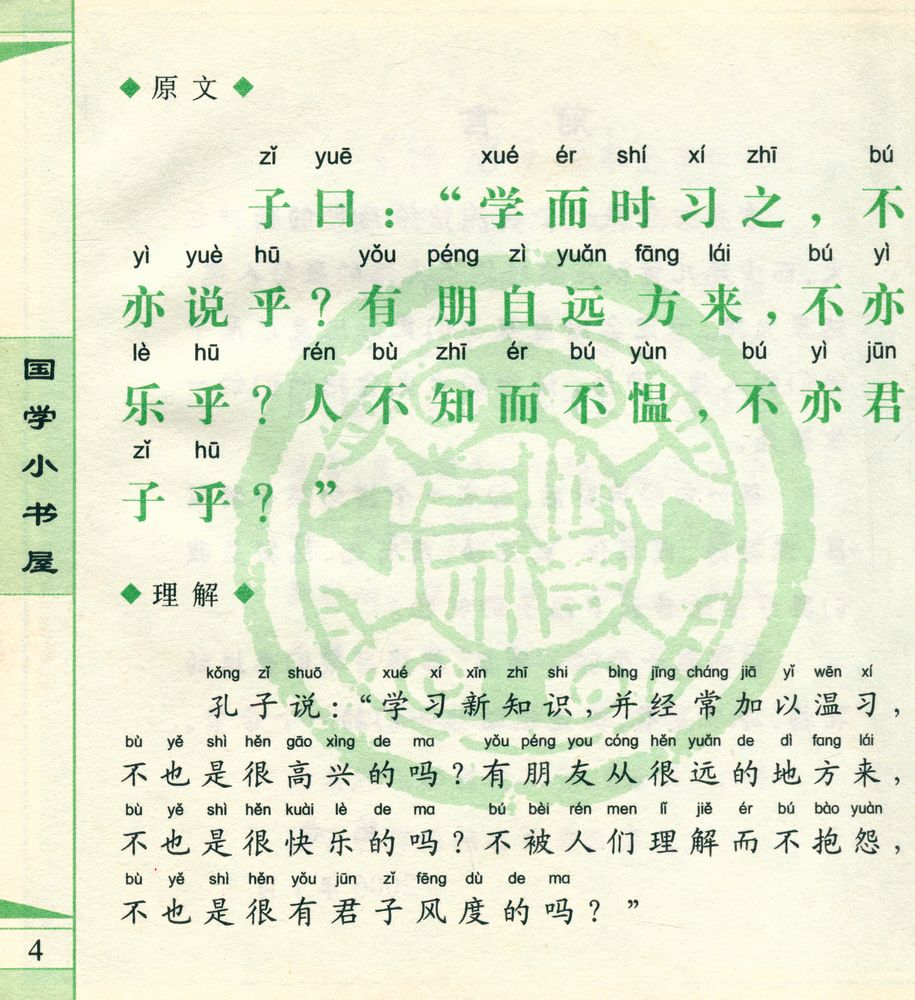 ◆ 原文 ◆
zǐ yuē xué ér shí xí zhī bú
子曰：“学而时习之，不
yì yuè hū yǒu péng zì yuǎn fāng lái bú yì
亦说乎？有朋自远方来，不亦
lè hū rén bù zhī ér bú yùn bú yì jūn
乐乎？人不知而不愠，不亦君
zǐ hū
子乎？”
◆ 理解 ◆
kǒng zǐ shuō xué xí xīn zhī shi bìng jīng cháng jiā yǐ wēn xí
孔子说：“学习新知识，并经常加以温习，
bù yě shì hěn gāo xìng de ma yǒu péng you cóng hěn yuǎn de dì fang lái
不也是很高兴的吗？有朋友从很远的地方来，
bù yě shì hěn kuài lè de ma bú bèi rén men lǐ jiě ér bú bào yuàn
不也是很快乐的吗？不被人们理解而不抱怨，
bù yě shì hěn yǒu jūn zǐ fēng dù de ma
不也是很有君子风度的吗？”
国学小书屋
4